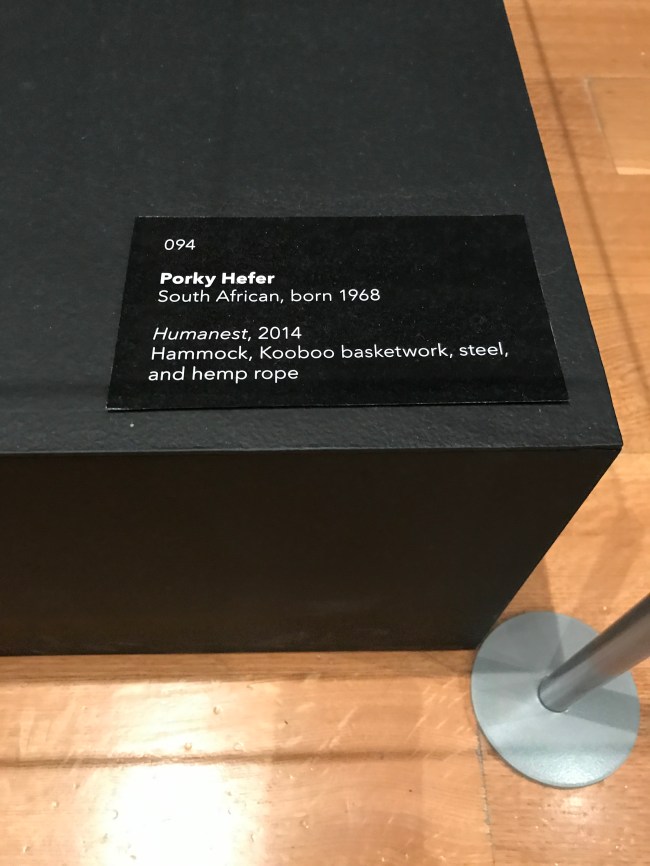 094
Porky Hefer
South African, born 1968
Humanest, 2014
Hammock, Kooboo basketwork, steel,
and hemp rope